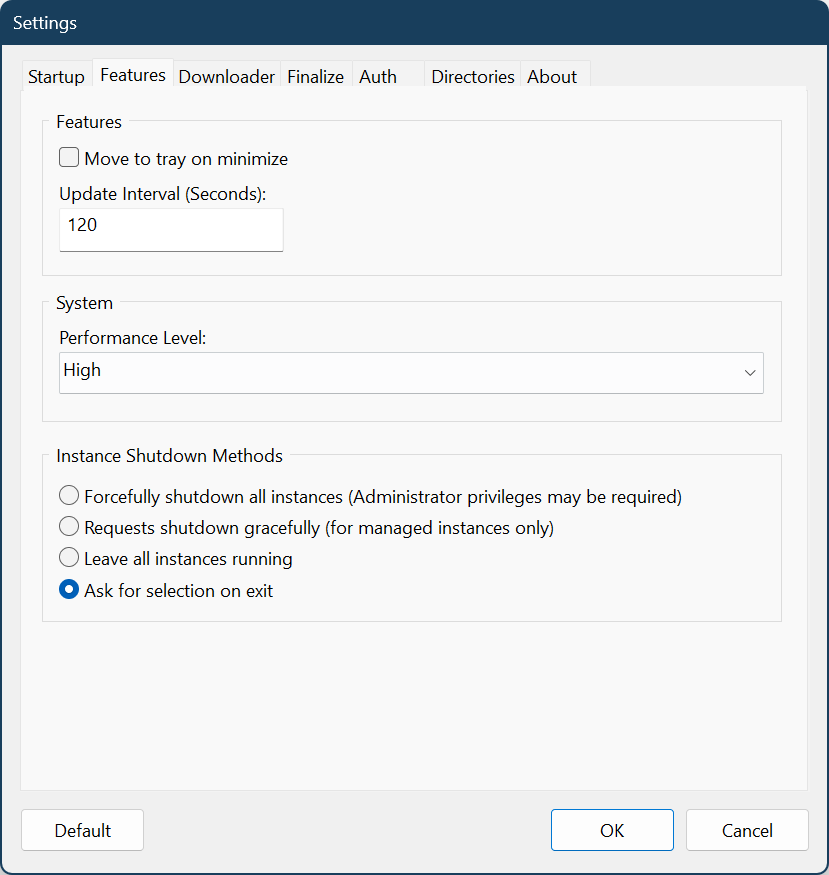 Settings
Startup Features Downloader Finalize Auth Directories About
Features
Move to tray on minimize
Update Interval (Seconds):
120
System
Performance Level:
High
Instance Shutdown Methods
Forcefully shutdown all instances (Administrator privileges may be required)
Requests shutdown gracefully (for managed instances only)
Leave all instances running
Ask for selection on exit
Default OK Cancel